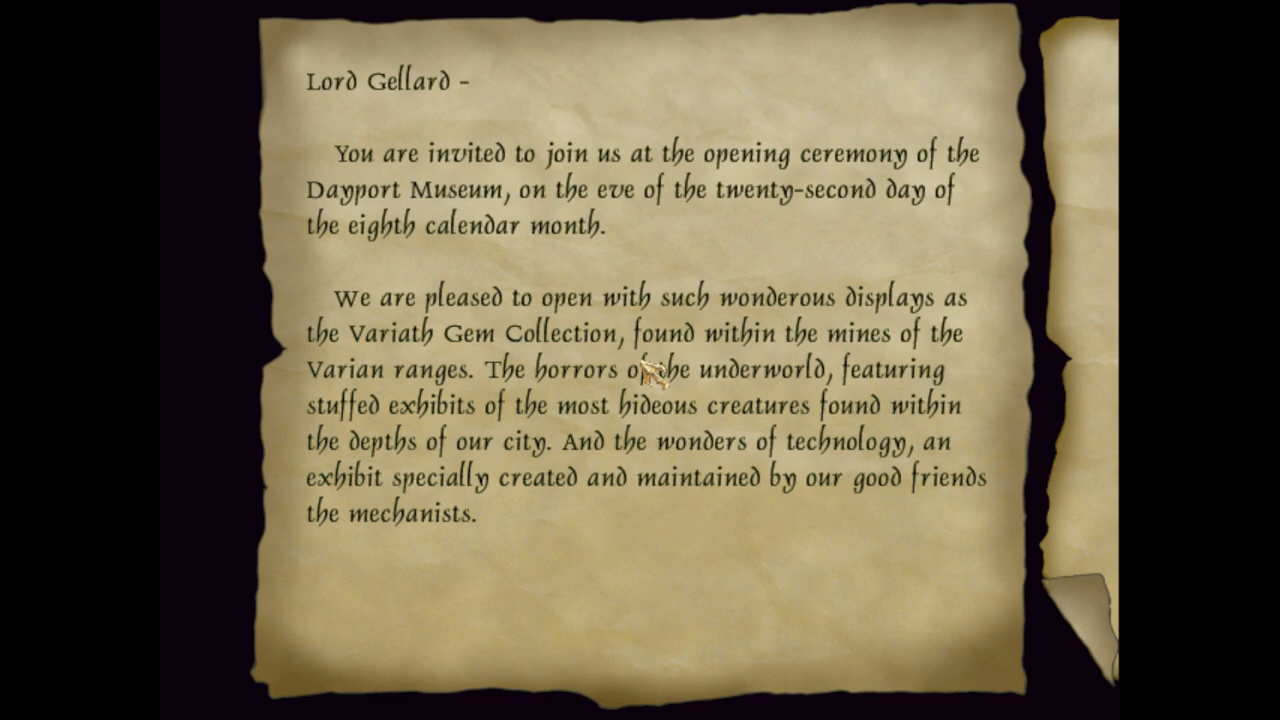 Lord Gellard -
You are invited to join us at the opening ceremony of the
Dayport Museum, on the eve of the twenty-second day of
the eighth calendar month.
We are pleased to open with such wonderous displays as
the Variath Gem Collection, found within the mines of the
Varian ranges. The horrors of the underworld, featuring
stuffed exhibits of the most hideous creatures found within
the depths of our city. And the wonders of technology, an
exhibit specially created and maintained by our good friends
the mechanists.